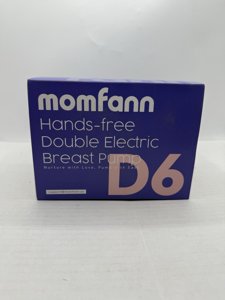 momfann
Hands-free
Double Electric
Breast Pump
D6